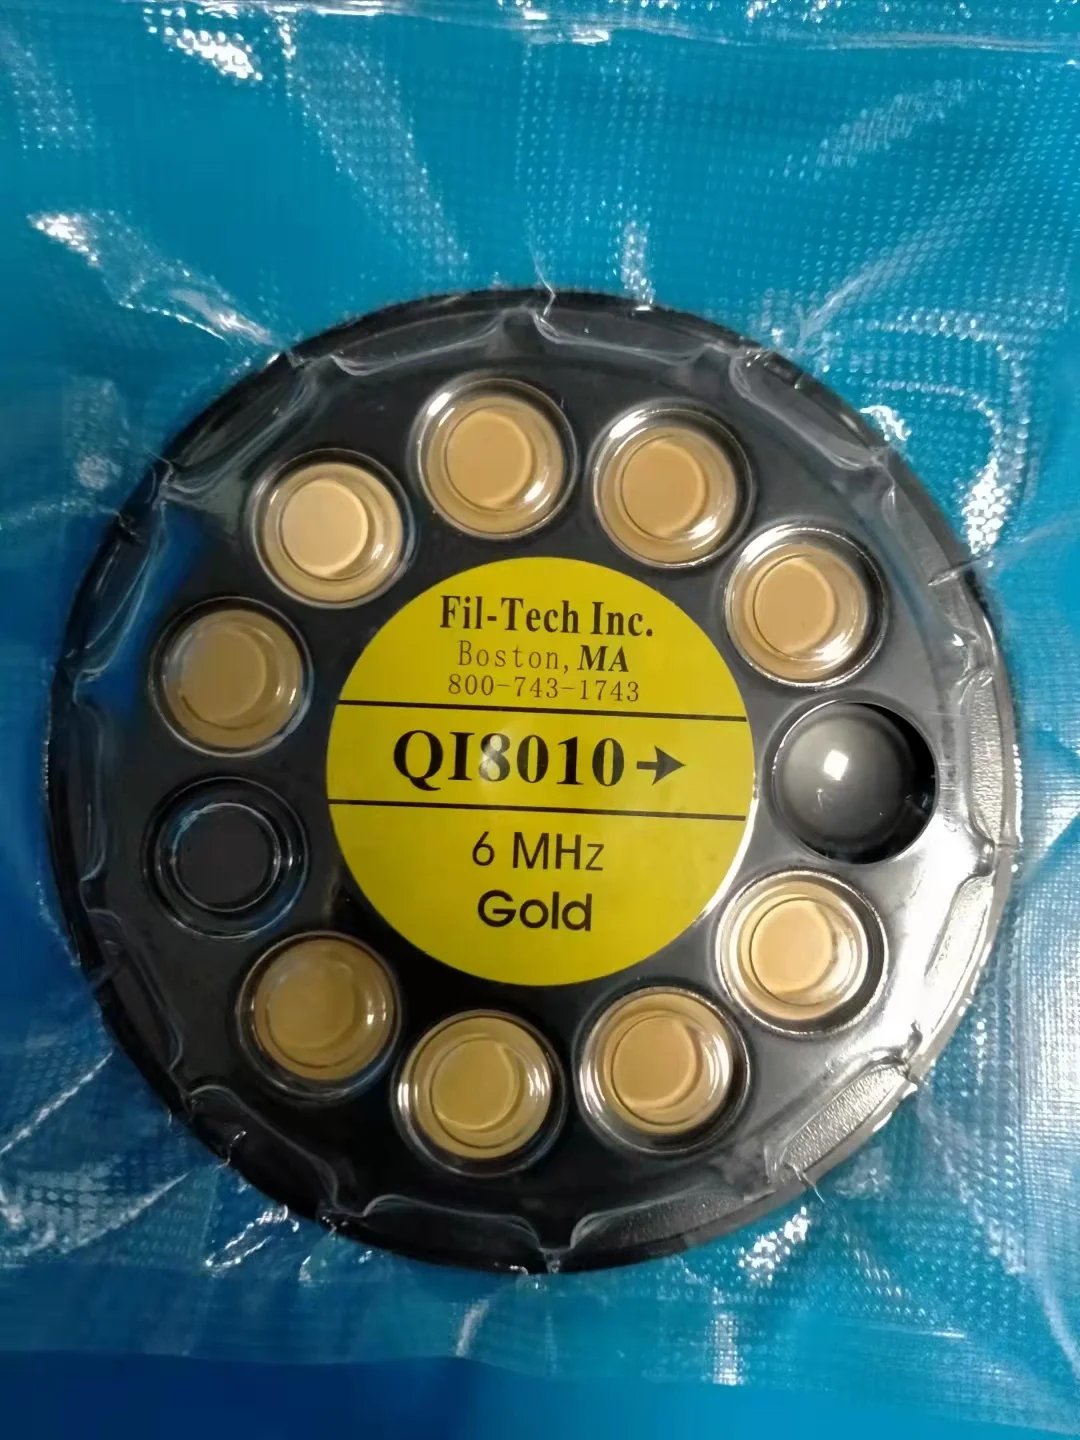 Fil-Tech Inc.
Boston, MA
800-743-1743
QI8010→
6 MHz
Gold